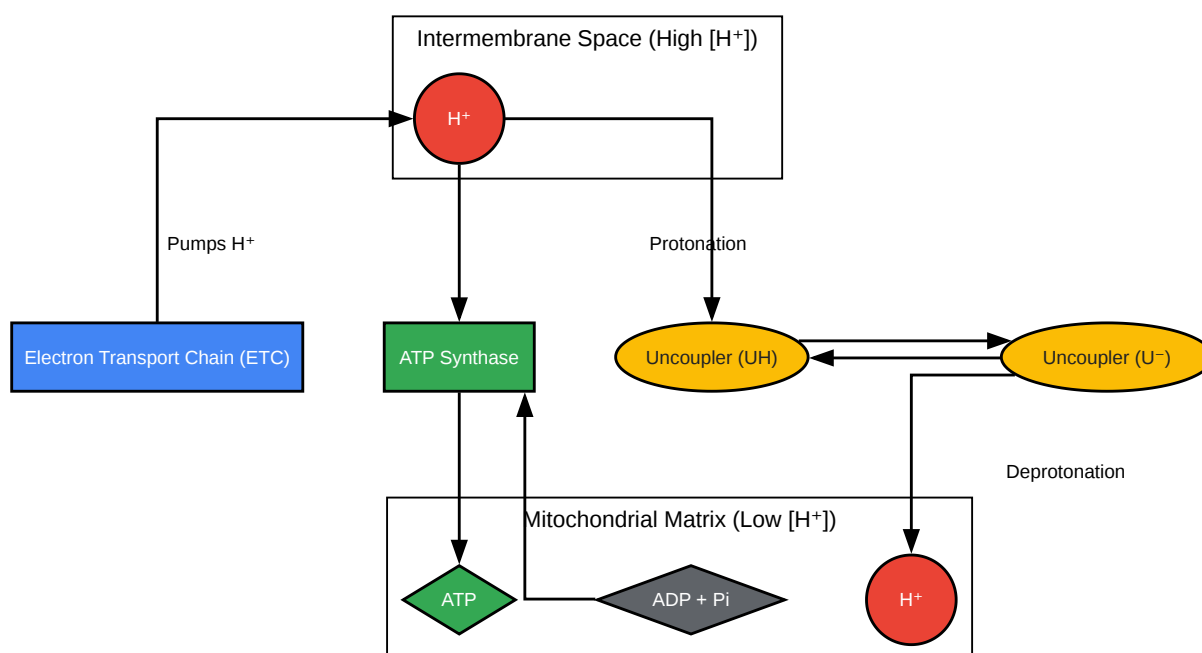 Intermembrane Space (High [H⁺])
H⁺
Pumps H⁺
Protonation
Electron Transport Chain (ETC)
ATP Synthase
Uncoupler (UH)
Uncoupler (U⁻)
Deprotonation
Mitochondrial Matrix (Low [H⁺])
ATP
ADP + Pi
H⁺